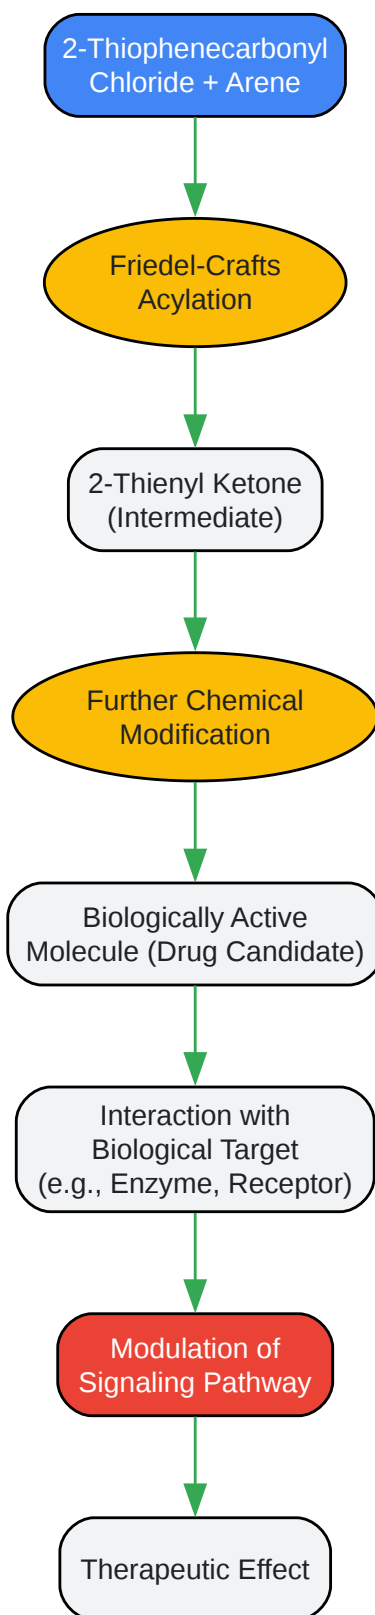 2-Thiophenecarbonyl
Chloride + Arene
Friedel-Crafts
Acylation
2-Thienyl Ketone
(Intermediate)
Further Chemical
Modification
Biologically Active
Molecule (Drug Candidate)
Interaction with
Biological Target
(e.g., Enzyme, Receptor)
Modulation of
Signaling Pathway
Therapeutic Effect